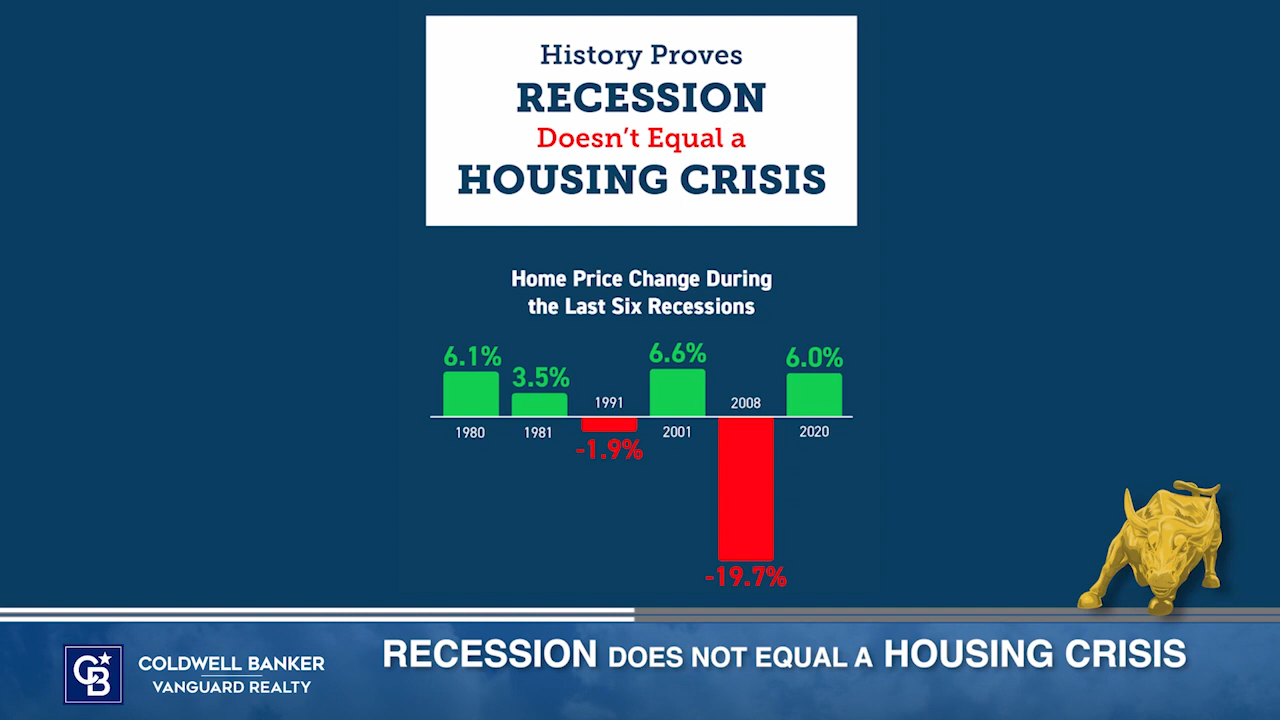 History Proves
RECESSION
Doesn't Equal a
HOUSING CRISIS
Home Price Change During
the Last Six Recessions
6.1%
3.5%
6.6%
6.0%
1991
2008
1980
1981
2001
2020
-1.9%
-19.7%
RECESSION DOES NOT EQUAL A HOUSING CRISIS
CB
COLDWELL BANKER
VANGUARD REALTY